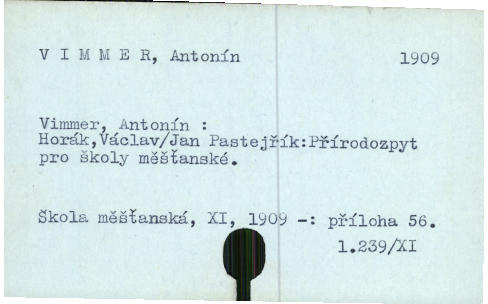 V I M M E R, Antonín 1909
Vimmer, Antonín :
Horák,Václav/Jan Pastejřík:Přírodozpyt
pro školy měšťanské.
Škola měšťanská, XI, 1909 -: příloha 56.
1.239/XI